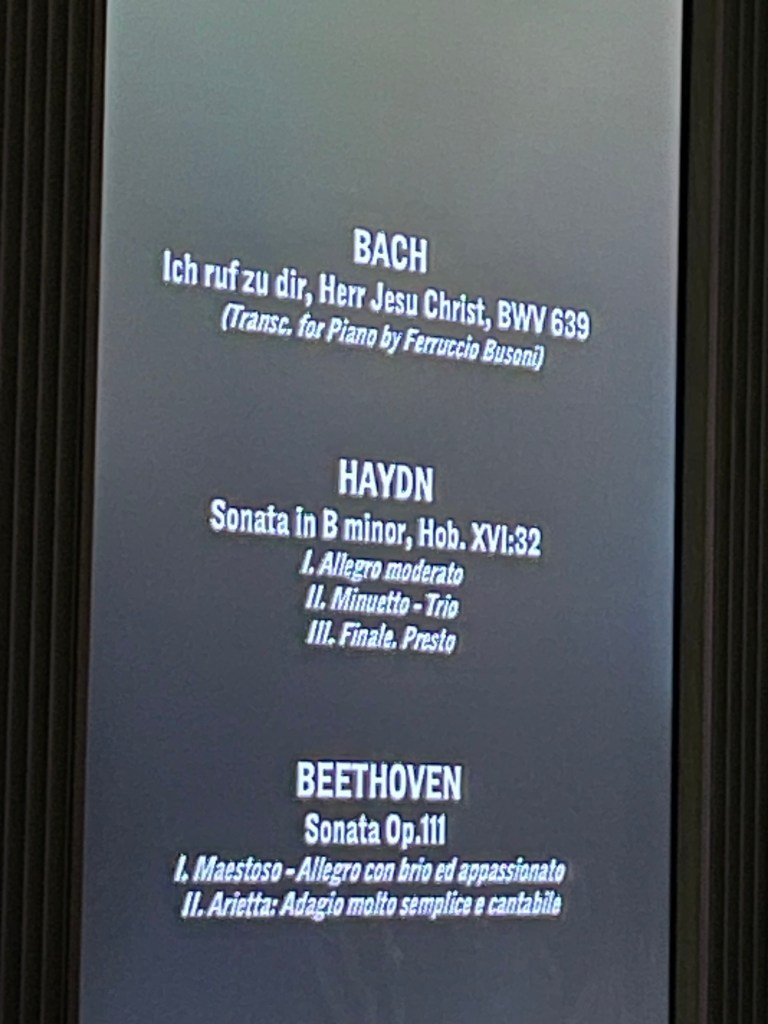 BACH
Ich ruf zu dir, Herr Jesu Christ, BWV 639
(Transc. for Piano by Ferruccio Busoni)
HAYDN
Sonata in B minor, Hob. XVI:32
I. Allegro moderato
II. Minuetto - Trio
III. Finale. Presto
BEETHOVEN
Sonata Op.111
I. Maestoso - Allegro con brio ed appassionato
II. Arietta: Adagio molto semplice e cantabile